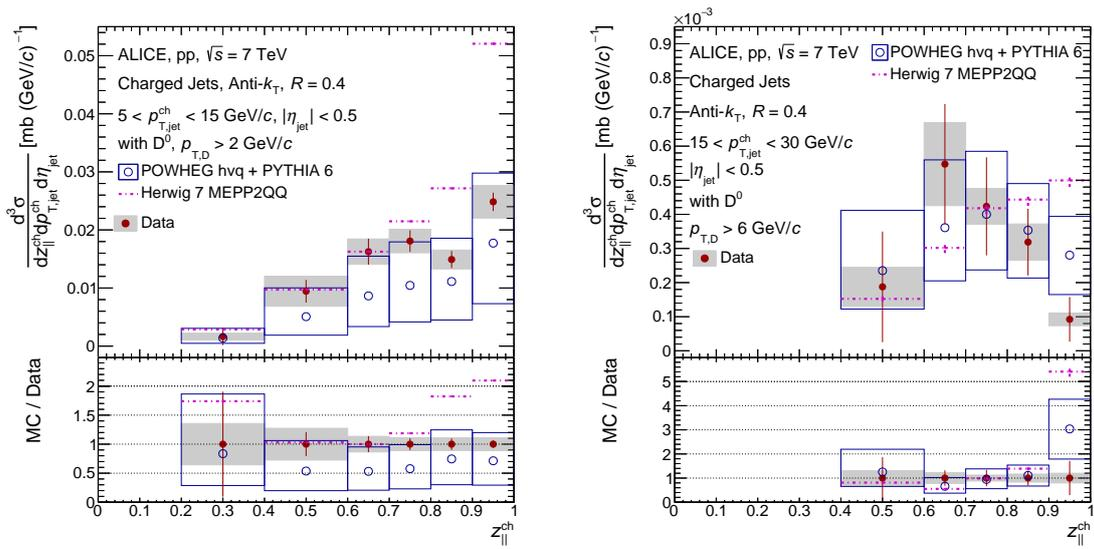 ALICE, pp, √s = 7 TeV
Charged Jets, Anti-kT, R = 0.4
5 < p^ch_T,jet < 15 GeV/c, |η_jet| < 0.5
with D⁰, p_T,D > 2 GeV/c
POWHEG hvq + PYTHIA 6
Herwig 7 MEPP2QQ
Data
d³σ / dz^ch_|| dp^ch_T,jet dη_jet [mb (GeV/c)⁻¹]
0.05
0.04
0.03
0.02
0.01
0
MC / Data
2
1.5
1
0.5
0
0 0.1 0.2 0.3 0.4 0.5 0.6 0.7 0.8 0.9 1
z^ch_||
×10⁻³
ALICE, pp, √s = 7 TeV
Charged Jets
Anti-kT, R = 0.4
15 < p^ch_T,jet < 30 GeV/c
|η_jet| < 0.5
with D⁰
p_T,D > 6 GeV/c
Data
POWHEG hvq + PYTHIA 6
Herwig 7 MEPP2QQ
d³σ / dz^ch_|| dp^ch_T,jet dη_jet [mb (GeV/c)⁻¹]
0.9
0.8
0.7
0.6
0.5
0.4
0.3
0.2
0.1
0
MC / Data
5
4
3
2
1
0
0 0.1 0.2 0.3 0.4 0.5 0.6 0.7 0.8 0.9 1
z^ch_||